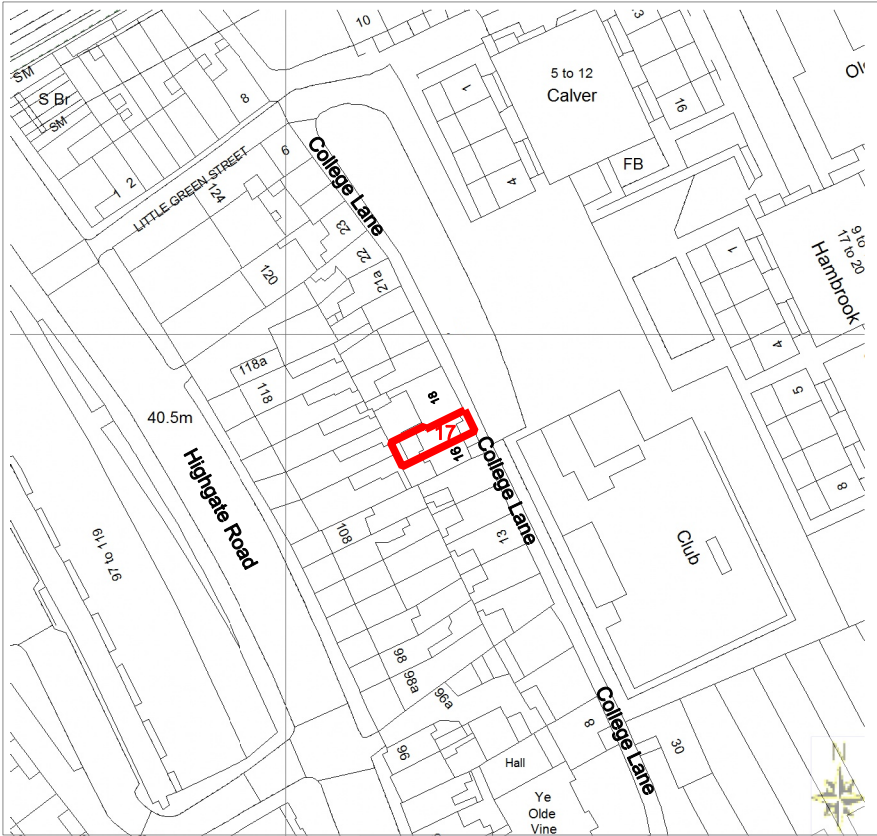 10
3
SM
S Br
SM
8
1
5 to 12
Calver
16
Ol
LITTLE GREEN STREET
6
College Lane
4
FB
1 2
124
23
22
21a
120
1
9 to
17 to 20
Hambrook
118a
118
4
40.5m
18
17
16
5
Highgate Road
College Lane
8
108
13
Club
97 to 119
98
98a
96a
College Lane
8
30
96
Hall
Ye
Olde
Vine
N